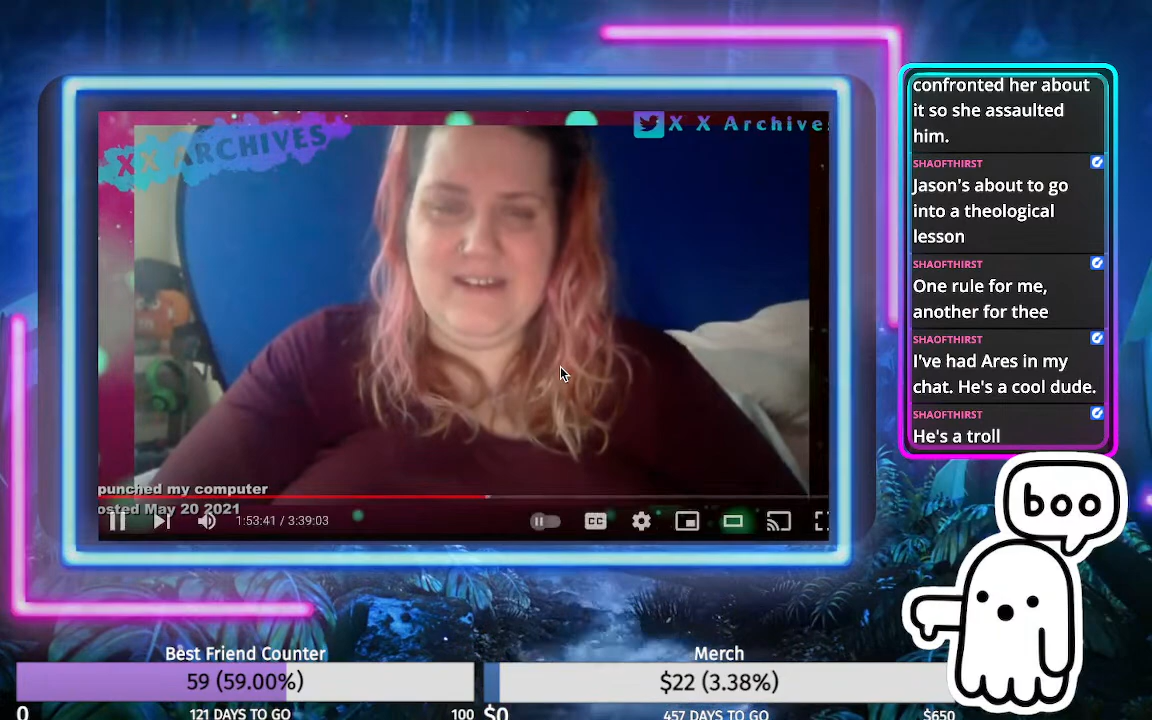 XX ARCHIVES
X X Archive
punched my computer
osted May 20 2021
1:53:41 / 3:39:03
CC
confronted her about
it so she assaulted
him.
SHAOFTHIRST
Jason's about to go
into a theological
lesson
SHAOFTHIRST
One rule for me,
another for thee
SHAOFTHIRST
I've had Ares in my
chat. He's a cool dude.
SHAOFTHIRST
He's a troll
boo
Best Friend Counter
59 (59.00%)
0 121 DAYS TO GO 100
Merch
$22 (3.38%)
$0 457 DAYS TO GO $650